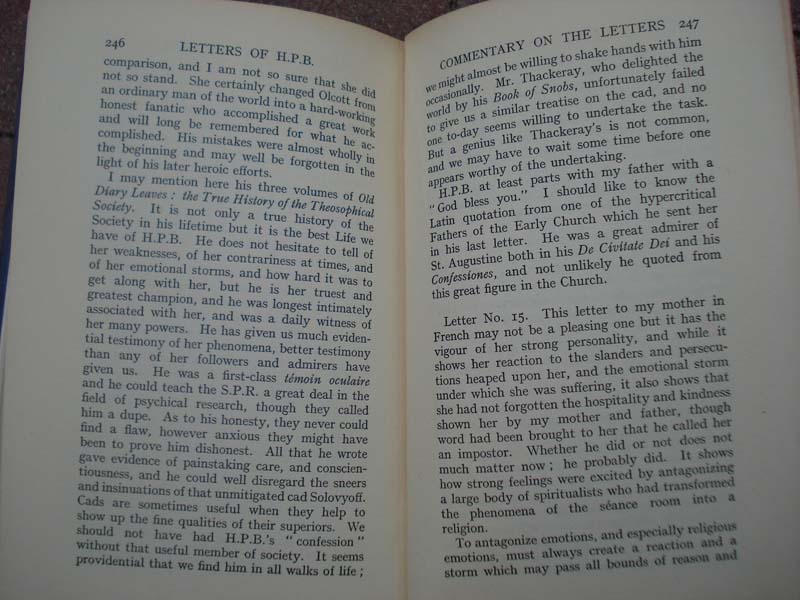 246 LETTERS OF H.P.B.
comparison, and I am not so sure that she did
not so stand. She certainly changed Olcott from
an ordinary man of the world into a hard-working
honest fanatic who accomplished a great work
and will long be remembered for what he ac-
complished. His mistakes were almost wholly in
the beginning and may well be forgotten in the
light of his later heroic efforts.
I may mention here his three volumes of Old
Diary Leaves : the True History of the Theosophical
Society. It is not only a true history of the
Society in his lifetime but it is the best Life we
have of H.P.B. He does not hesitate to tell of
her weaknesses, of her contrariness at times, and
of her emotional storms, and how hard it was to
get along with her, but he is her truest and
greatest champion, and he was longest intimately
associated with her, and was a daily witness of
her many powers. He has given us much eviden-
tial testimony of her phenomena, better testimony
than any of her followers and admirers have
given us. He was a first-class témoin oculaire
and he could teach the S.P.R. a great deal in the
field of psychical research, though they called
him a dupe. As to his honesty, they never could
find a flaw, however anxious they might have
been to prove him dishonest. All that he wrote
gave evidence of painstaking care, and conscien-
tiousness, and he could well disregard the sneers
and insinuations of that unmitigated cad Solovyoff.
Cads are sometimes useful when they help to
show up the fine qualities of their superiors. We
should not have had H.P.B.'s "confession"
without that useful member of society. It seems
providential that we find him in all walks of life ;
COMMENTARY ON THE LETTERS 247
we might almost be willing to shake hands with him
occasionally. Mr. Thackeray, who delighted the
world by his Book of Snobs, unfortunately failed
to give us a similar treatise on the cad, and no
one to-day seems willing to undertake the task.
But a genius like Thackeray's is not common,
and we may have to wait some time before one
appears worthy of the undertaking.
H.P.B. at least parts with my father with a
"God bless you." I should like to know the
Latin quotation from one of the hypercritical
Fathers of the Early Church which he sent her
in his last letter. He was a great admirer of
St. Augustine both in his De Civitate Dei and his
Confessiones, and not unlikely he quoted from
this great figure in the Church.
Letter No. 15. This letter to my mother in
French may not be a pleasing one but it has the
vigour of her strong personality, and while it
shows her reaction to the slanders and persecu-
tions heaped upon her, and the emotional storm
under which she was suffering, it also shows that
she had not forgotten the hospitality and kindness
shown her by my mother and father, though
word had been brought to her that he called her
an impostor. Whether he did or does not
much matter now ; he probably did. It shows
how strong feelings were excited by antagonizing
a large body of spiritualists who had transformed
the phenomena of the séance room into a
religion.
To antagonize emotions, and especially religious
emotions, must always create a reaction and a
storm which may pass all bounds of reason and